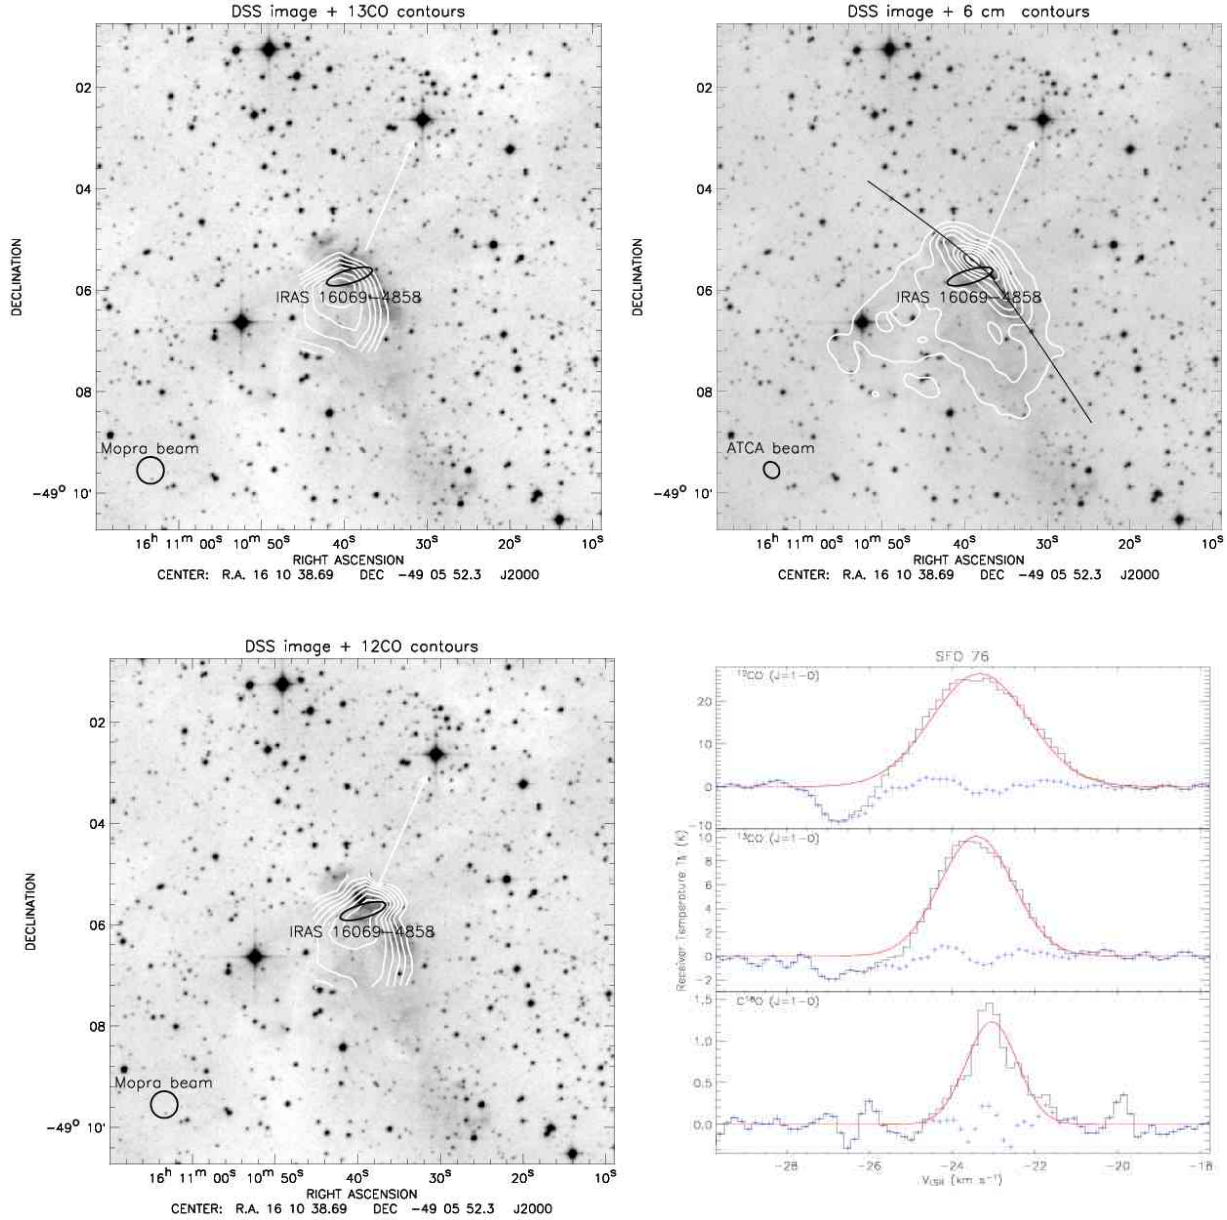 DSS image + 13CO contours
02
04
06
08
-49° 10'
DECLINATION
IRAS 16069-4858
Mopra beam
16h 11m 00s 10m 50s 40s 30s 20s 10s
RIGHT ASCENSION
CENTER: R.A. 16 10 38.69 DEC -49 05 52.3 J2000
DSS image + 6 cm contours
02
04
06
08
-49° 10'
DECLINATION
IRAS 16069-4858
ATCA beam
16h 11m 00s 10m 50s 40s 30s 20s 10s
RIGHT ASCENSION
CENTER: R.A. 16 10 38.69 DEC -49 05 52.3 J2000
DSS image + 12CO contours
02
04
06
08
-49° 10'
DECLINATION
IRAS 16069-4858
Mopra beam
16h 11m 00s 10m 50s 40s 30s 20s 10s
RIGHT ASCENSION
CENTER: R.A. 16 10 38.69 DEC -49 05 52.3 J2000
SFO 76
¹²CO (J=1-0)
20
10
0
-10
¹³CO (J=1-0)
10
8
6
4
2
0
-2
Receiver Temperature (K)
C¹⁸O (J=1-0)
1.5
1.0
0.5
0.0
-28 -26 -24 -22 -20 -18
V LSR (km s⁻¹)